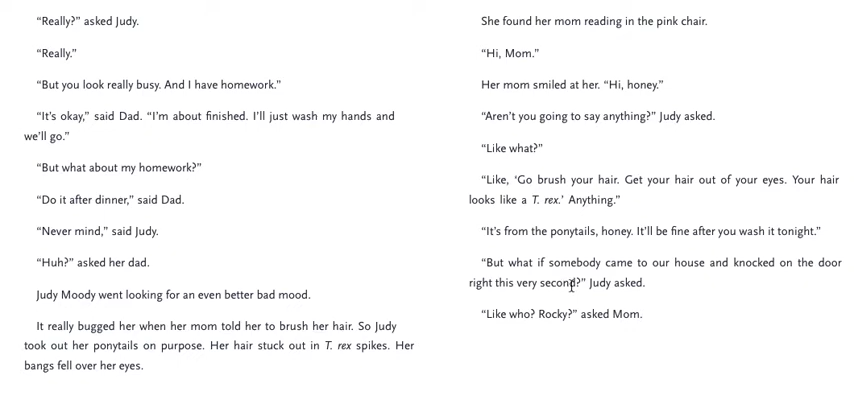 “Really?” asked Judy.
“Really.”
“But you look really busy. And I have homework.”
“It’s okay,” said Dad. “I’m about finished. I’ll just wash my hands and
we’ll go.”
“But what about my homework?”
“Do it after dinner,” said Dad.
“Never mind,” said Judy.
“Huh?” asked her dad.
Judy Moody went looking for an even better bad mood.
It really bugged her when her mom told her to brush her hair. So Judy
took out her ponytails on purpose. Her hair stuck out in T. rex spikes. Her
bangs fell over her eyes.
She found her mom reading in the pink chair.
“Hi, Mom.”
Her mom smiled at her. “Hi, honey.”
“Aren’t you going to say anything?” Judy asked.
“Like what?”
“Like, ‘Go brush your hair. Get your hair out of your eyes. Your hair
looks like a T. rex.’ Anything.”
“It’s from the ponytails, honey. It’ll be fine after you wash it tonight.”
“But what if somebody came to our house and knocked on the door
right this very second?” Judy asked.
“Like who? Rocky?” asked Mom.